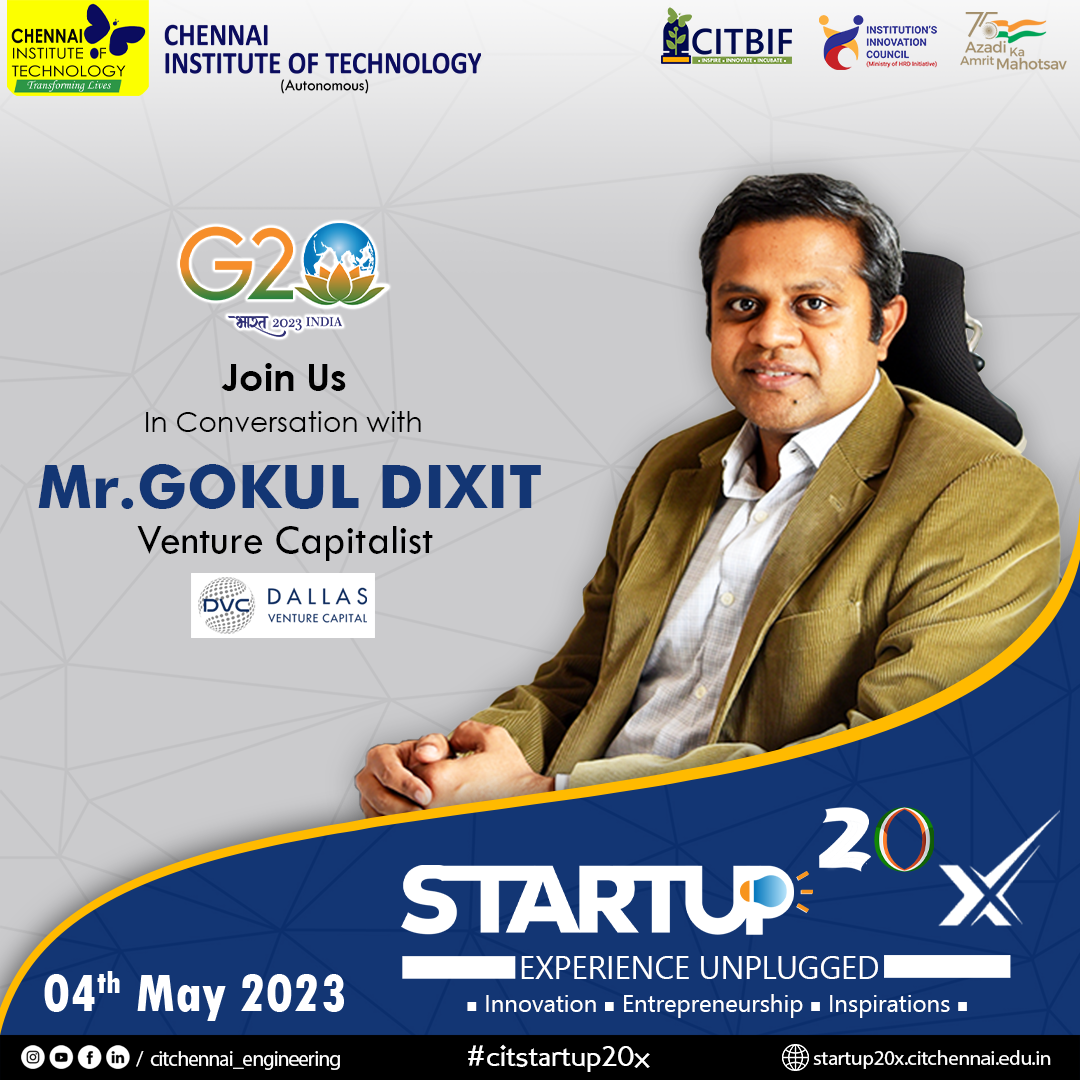 CHENNAI
INSTITUTE OF
TECHNOLOGY
Transforming Lives
CHENNAI
INSTITUTE OF TECHNOLOGY
(Autonomous)
CITBIF
• INSPIRE • INNOVATE • INCUBATE •
INSTITUTION'S
INNOVATION
COUNCIL
(Ministry of HRD Initiative)
75
Azadi Ka
Amrit Mahotsav
G20
भारत 2023 INDIA
Join Us
In Conversation with
Mr.GOKUL DIXIT
Venture Capitalist
DVC DALLAS
VENTURE CAPITAL
STARTUP 20 X
EXPERIENCE UNPLUGGED
▪ Innovation ▪ Entrepreneurship ▪ Inspirations ▪
04th May 2023
/ citchennai_engineering
#citstartup20x
startup20x.citchennai.edu.in